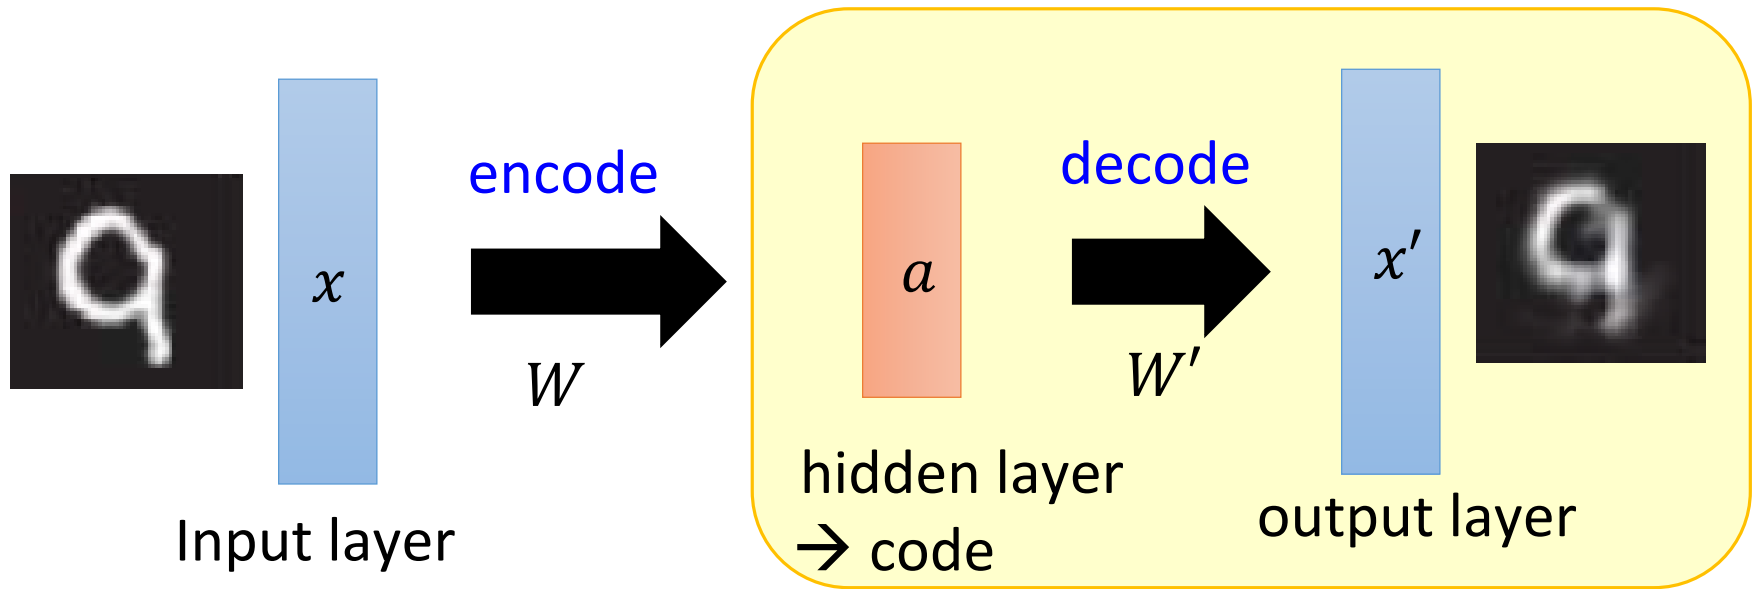 encode
decode
x
a
x′
W
W′
Input layer
hidden layer
→ code
output layer